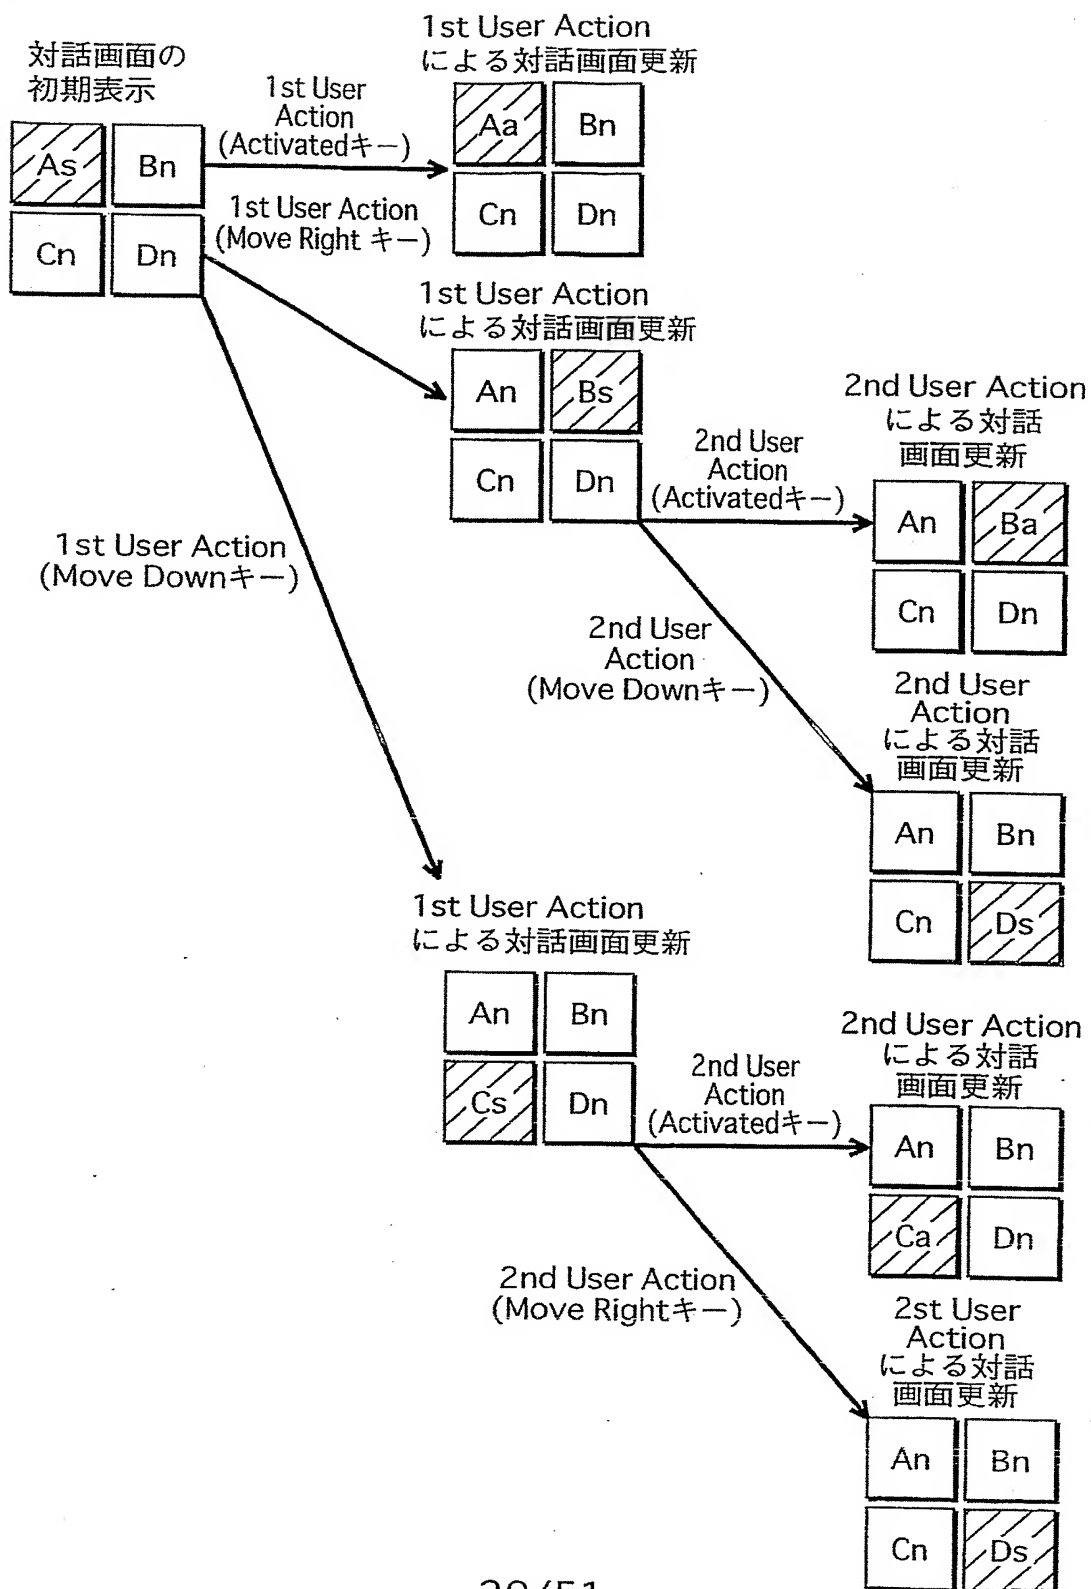 対話画面の
初期表示
As
Bn
Cn
Dn
1st User
Action
(Activatedキー)
1st User Action
(Move Right キー)
1st User Action
(Move Downキー)
1st User Action
による対話画面更新
Aa
Bn
Cn
Dn
1st User Action
による対話画面更新
An
Bs
Cn
Dn
2nd User
Action
(Activatedキー)
2nd User
Action
(Move Downキー)
2nd User Action
による対話
画面更新
An
Ba
Cn
Dn
2nd User
Action
による対話
画面更新
An
Bn
Cn
Ds
1st User Action
による対話画面更新
An
Bn
Cs
Dn
2nd User
Action
(Activatedキー)
2nd User Action
(Move Rightキー)
2nd User Action
による対話
画面更新
An
Bn
Ca
Dn
2st User
Action
による対話
画面更新
An
Bn
Cn
Ds